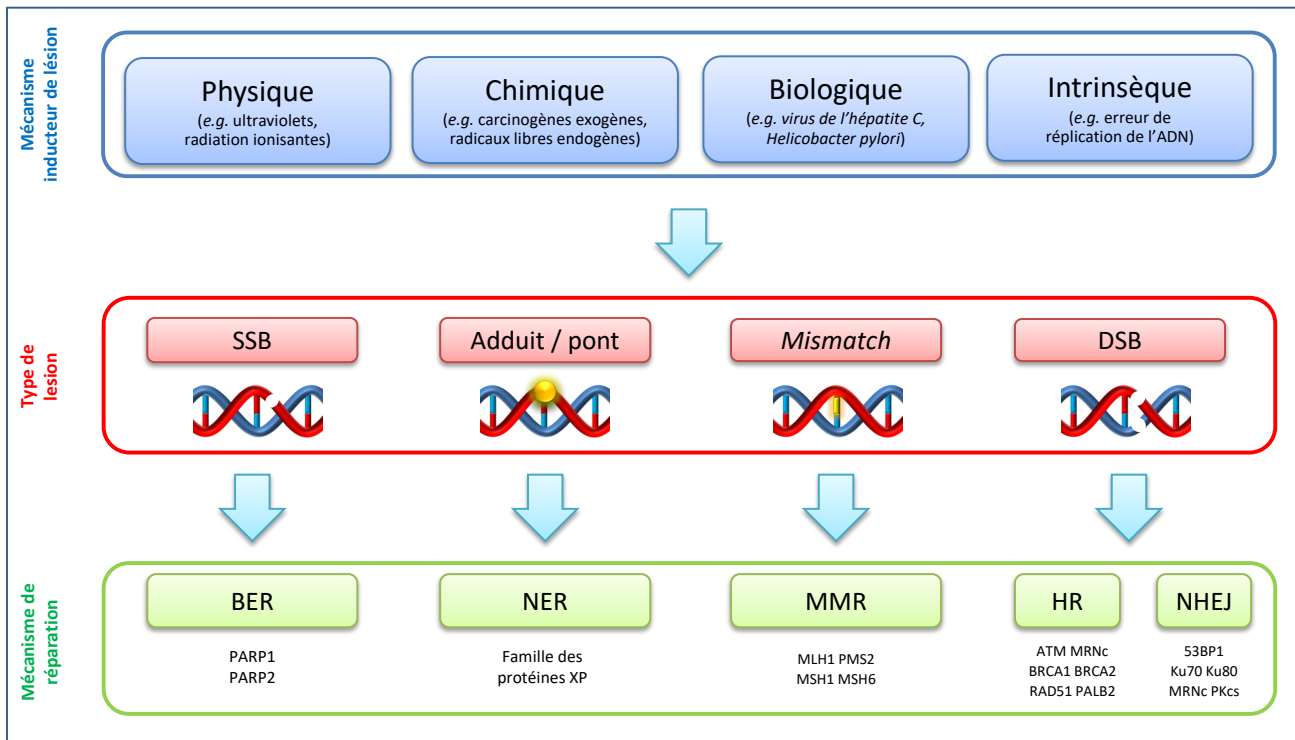 Mécanisme
inducteur de lésion
Physique
(e.g. ultraviolets,
radiation ionisantes)
Chimique
(e.g. carcinogènes exogènes,
radicaux libres endogènes)
Biologique
(e.g. virus de l'hépatite C,
Helicobacter pylori)
Intrinsèque
(e.g. erreur de
réplication de l'ADN)
Type de
lesion
SSB
Adduit / pont
Mismatch
DSB
Mécanisme de
réparation
BER
PARP1
PARP2
NER
Famille des
protéines XP
MMR
MLH1 PMS2
MSH1 MSH6
HR
ATM MRNc
BRCA1 BRCA2
RAD51 PALB2
NHEJ
53BP1
Ku70 Ku80
MRNc PKcs